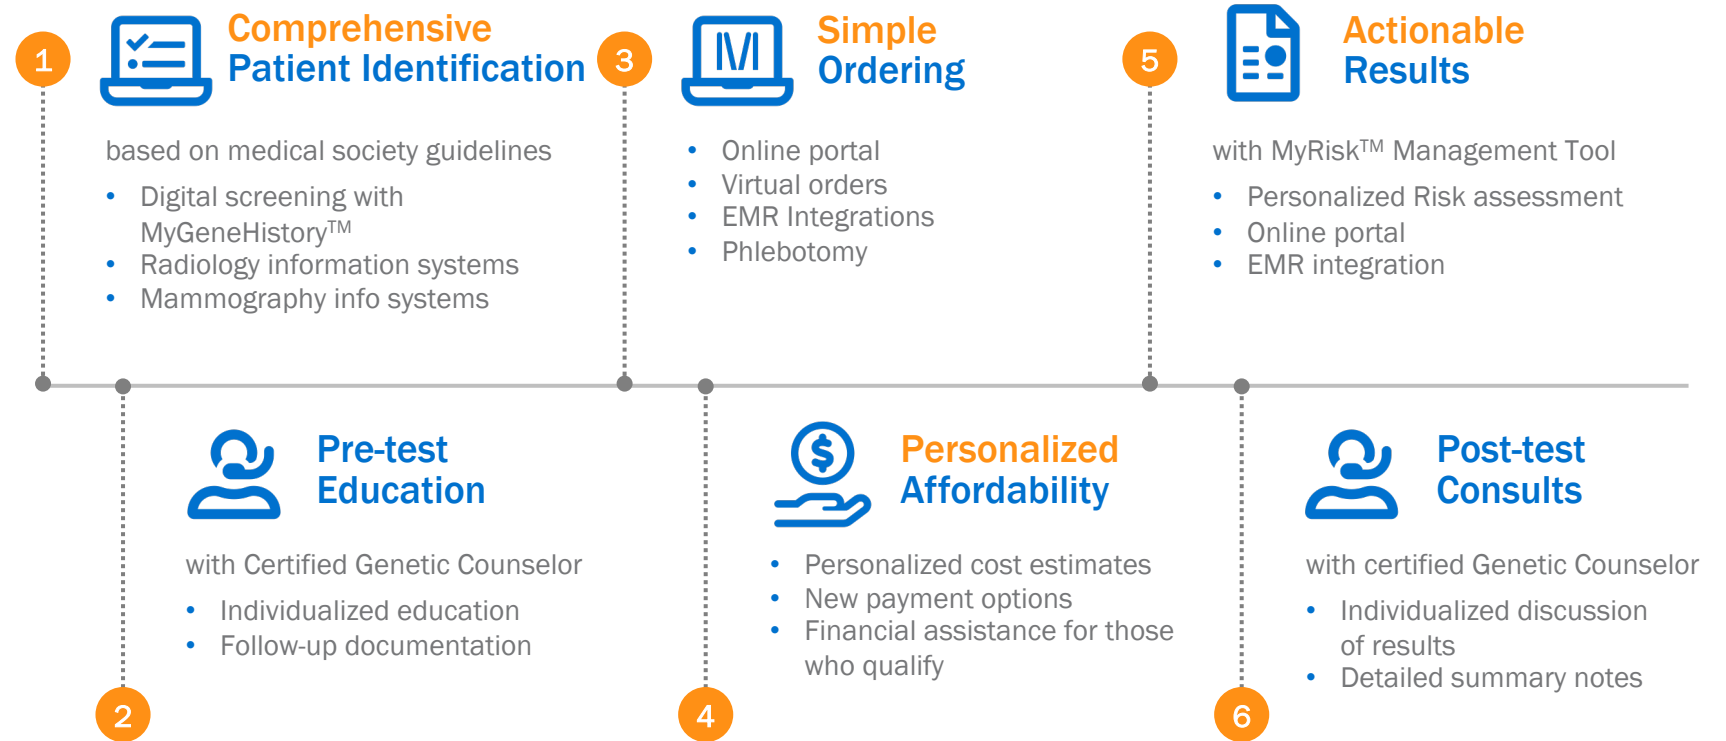 1
Comprehensive
Patient Identification
based on medical society guidelines
• Digital screening with
MyGeneHistory™
• Radiology information systems
• Mammography info systems
2
Pre-test
Education
with Certified Genetic Counselor
• Individualized education
• Follow-up documentation
3
Simple
Ordering
• Online portal
• Virtual orders
• EMR Integrations
• Phlebotomy
4
$
Personalized
Affordability
• Personalized cost estimates
• New payment options
• Financial assistance for those
who qualify
5
Actionable
Results
with MyRisk™ Management Tool
• Personalized Risk assessment
• Online portal
• EMR integration
6
Post-test
Consults
with certified Genetic Counselor
• Individualized discussion
of results
• Detailed summary notes